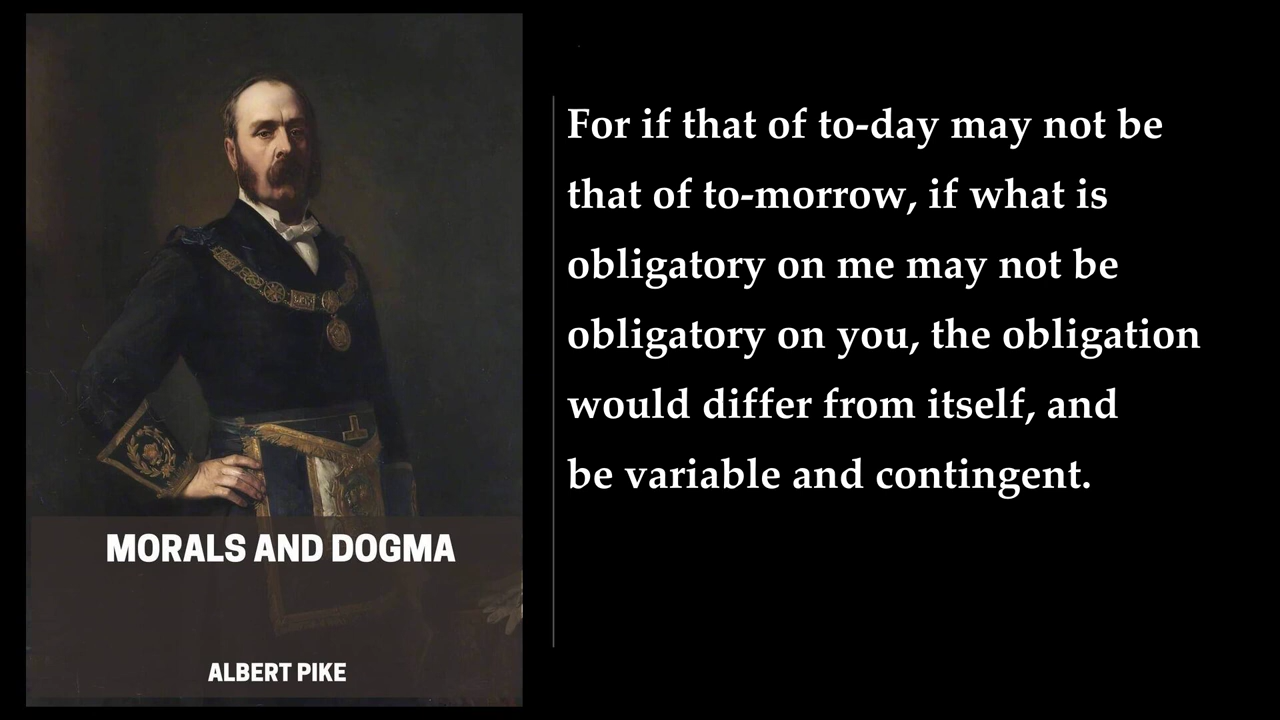 For if that of to-day may not be
that of to-morrow, if what is
obligatory on me may not be
obligatory on you, the obligation
would differ from itself, and
be variable and contingent.
MORALS AND DOGMA
ALBERT PIKE